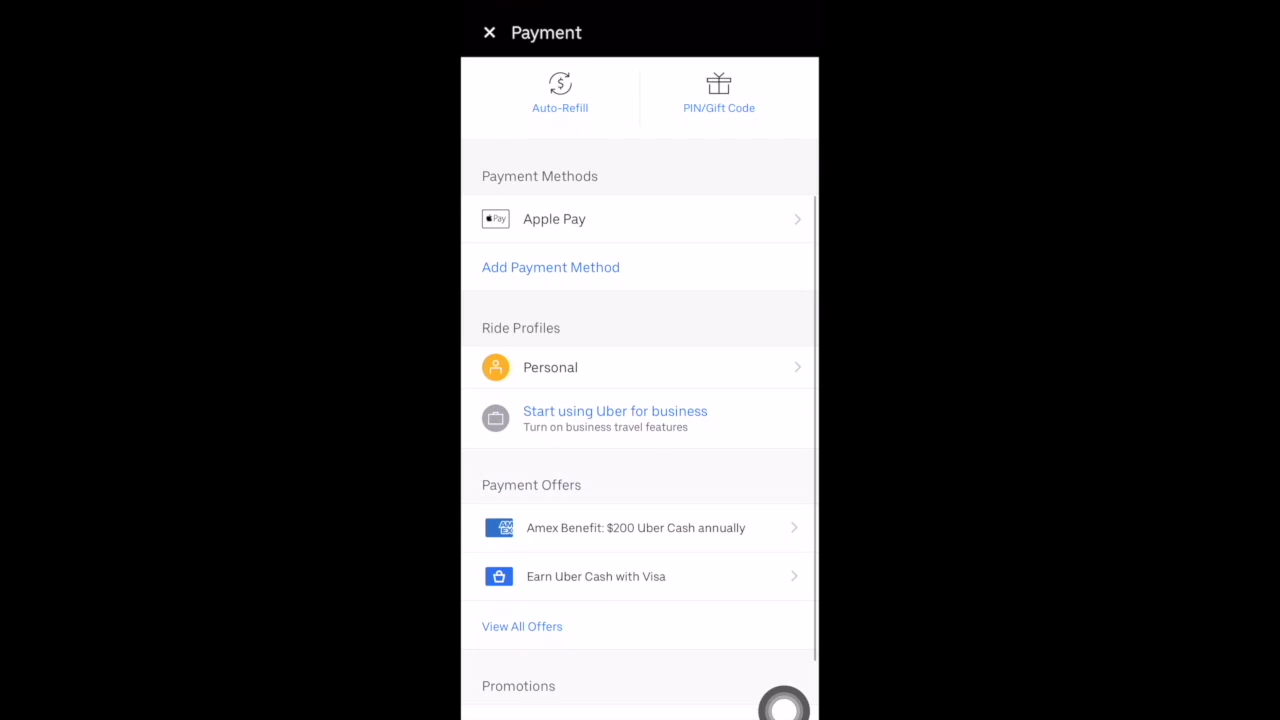 Payment
Auto-Refill
PIN/Gift Code
Payment Methods
Pay
Apple Pay
Add Payment Method
Ride Profiles
Personal
Start using Uber for business
Turn on business travel features
Payment Offers
AM
EX
Amex Benefit: $200 Uber Cash annually
Earn Uber Cash with Visa
View All Offers
Promotions